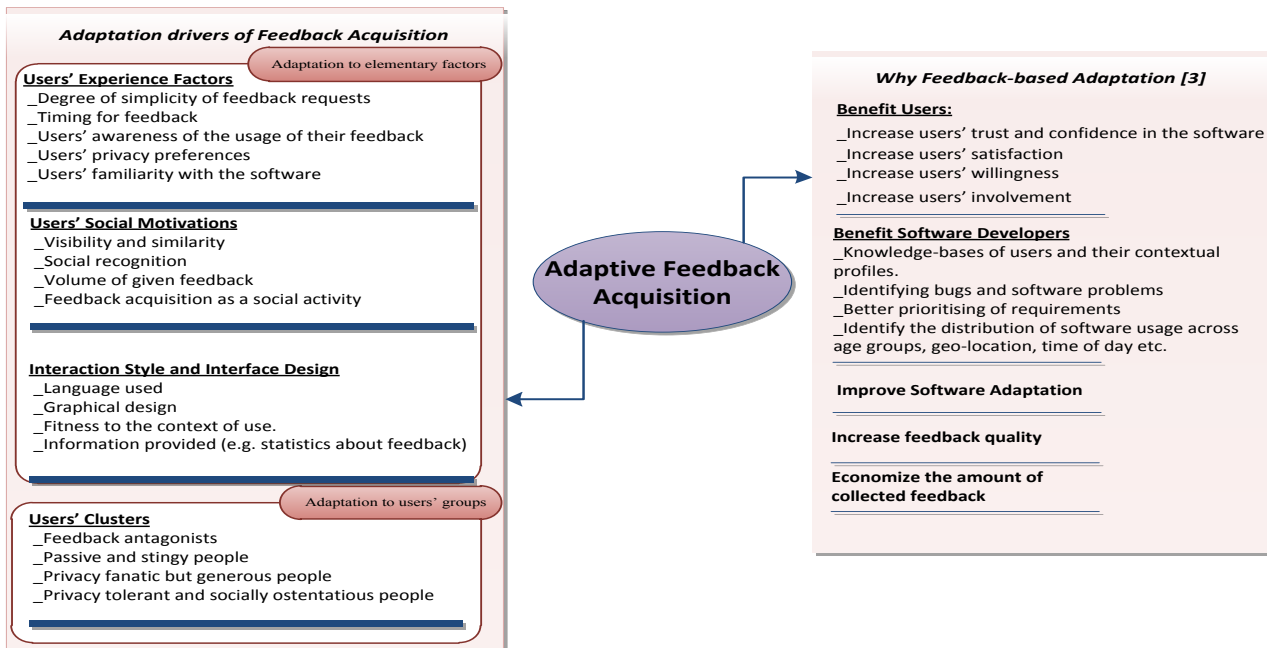 Adaptation drivers of Feedback Acquisition
Adaptation to elementary factors
Users’ Experience Factors
_Degree of simplicity of feedback requests
_Timing for feedback
_Users’ awareness of the usage of their feedback
_Users’ privacy preferences
_Users’ familiarity with the software
Users’ Social Motivations
_Visibility and similarity
_Social recognition
_Volume of given feedback
_Feedback acquisition as a social activity
Interaction Style and Interface Design
_Language used
_Graphical design
_Fitness to the context of use.
_Information provided (e.g. statistics about feedback)
Adaptation to users’ groups
Users’ Clusters
_Feedback antagonists
_Passive and stingy people
_Privacy fanatic but generous people
_Privacy tolerant and socially ostentatious people
Adaptive Feedback
Acquisition
Why Feedback-based Adaptation [3]
Benefit Users:
_Increase users’ trust and confidence in the software
_Increase users’ satisfaction
_Increase users’ willingness
_Increase users’ involvement
Benefit Software Developers
_Knowledge-bases of users and their contextual
profiles.
_Identifying bugs and software problems
_Better prioritising of requirements
_Identify the distribution of software usage across
age groups, geo-location, time of day etc.
Improve Software Adaptation
Increase feedback quality
Economize the amount of
collected feedback